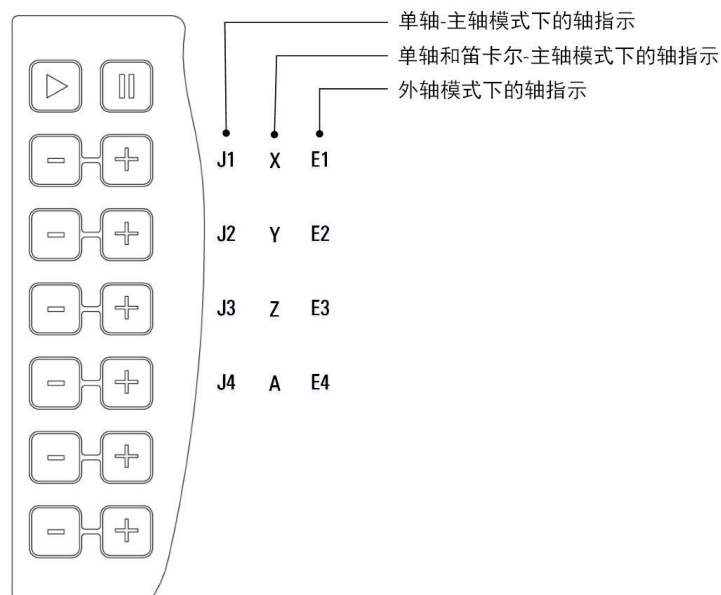 单轴-主轴模式下的轴指示
单轴和笛卡尔-主轴模式下的轴指示
外轴模式下的轴指示
J1 X E1
J2 Y E2
J3 Z E3
J4 A E4